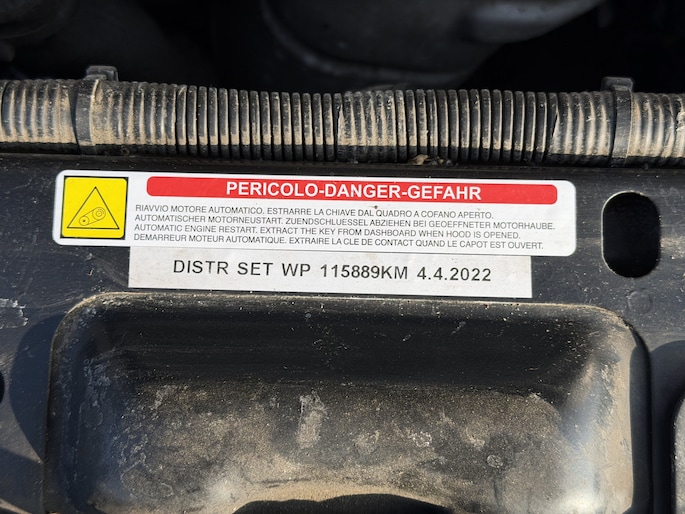 PERICOLO-DANGER-GEFAHR
RIAVVIO MOTORE AUTOMATICO. ESTRARRE LA CHIAVE DAL QUADRO A COFANO APERTO.
AUTOMATISCHER MOTORNEUSTART. ZUENDSCHLUESSEL ABZIEHEN BEI GEOEFFNETER MOTORHAUBE.
AUTOMATIC ENGINE RESTART. EXTRACT THE KEY FROM DASHBOARD WHEN HOOD IS OPENED.
DEMARREUR MOTEUR AUTOMATIQUE. EXTRAIRE LA CLE DE CONTACT QUAND LE CAPOT EST OUVERT.
DISTR SET WP 115889KM 4.4.2022